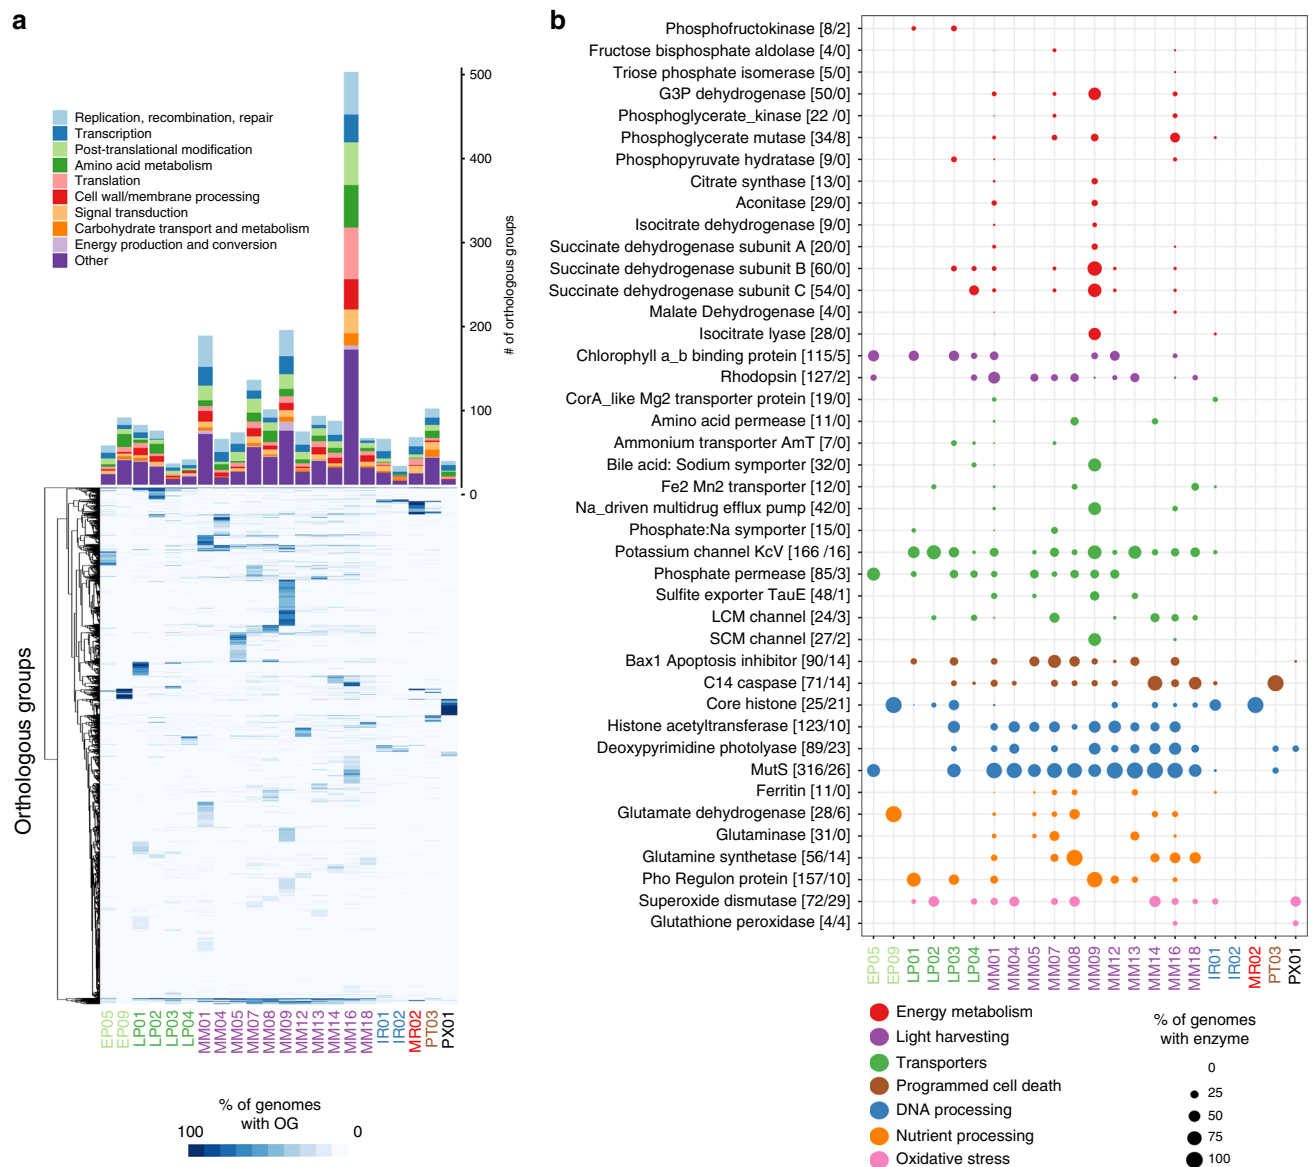 a
500
400
300
200
100
0
# of orthologous groups
Replication, recombination, repair
Transcription
Post-translational modification
Amino acid metabolism
Translation
Cell wall/membrane processing
Signal transduction
Carbohydrate transport and metabolism
Energy production and conversion
Other
Orthologous groups
EP05
EP09
LP01
LP02
LP03
LP04
MM01
MM04
MM05
MM07
MM08
MM09
MM12
MM13
MM14
MM16
MM18
IR01
IR02
MR02
PT03
PX01
% of genomes
with OG
100 0
b
Phosphofructokinase [8/2]
Fructose bisphosphate aldolase [4/0]
Triose phosphate isomerase [5/0]
G3P dehydrogenase [50/0]
Phosphoglycerate_kinase [22 /0]
Phosphoglycerate mutase [34/8]
Phosphopyruvate hydratase [9/0]
Citrate synthase [13/0]
Aconitase [29/0]
Isocitrate dehydrogenase [9/0]
Succinate dehydrogenase subunit A [20/0]
Succinate dehydrogenase subunit B [60/0]
Succinate dehydrogenase subunit C [54/0]
Malate Dehydrogenase [4/0]
Isocitrate lyase [28/0]
Chlorophyll a_b binding protein [115/5]
Rhodopsin [127/2]
CorA_like Mg2 transporter protein [19/0]
Amino acid permease [11/0]
Ammonium transporter AmT [7/0]
Bile acid: Sodium symporter [32/0]
Fe2 Mn2 transporter [12/0]
Na_driven multidrug efflux pump [42/0]
Phosphate:Na symporter [15/0]
Potassium channel KcV [166 /16]
Phosphate permease [85/3]
Sulfite exporter TauE [48/1]
LCM channel [24/3]
SCM channel [27/2]
Bax1 Apoptosis inhibitor [90/14]
C14 caspase [71/14]
Core histone [25/21]
Histone acetyltransferase [123/10]
Deoxypyrimidine photolyase [89/23]
MutS [316/26]
Ferritin [11/0]
Glutamate dehydrogenase [28/6]
Glutaminase [31/0]
Glutamine synthetase [56/14]
Pho Regulon protein [157/10]
Superoxide dismutase [72/29]
Glutathione peroxidase [4/4]
EP05
EP09
LP01
LP02
LP03
LP04
MM01
MM04
MM05
MM07
MM08
MM09
MM12
MM13
MM14
MM16
MM18
IR01
IR02
MR02
PT03
PX01
Energy metabolism
Light harvesting
Transporters
Programmed cell death
DNA processing
Nutrient processing
Oxidative stress
% of genomes
with enzyme
0
25
50
75
100